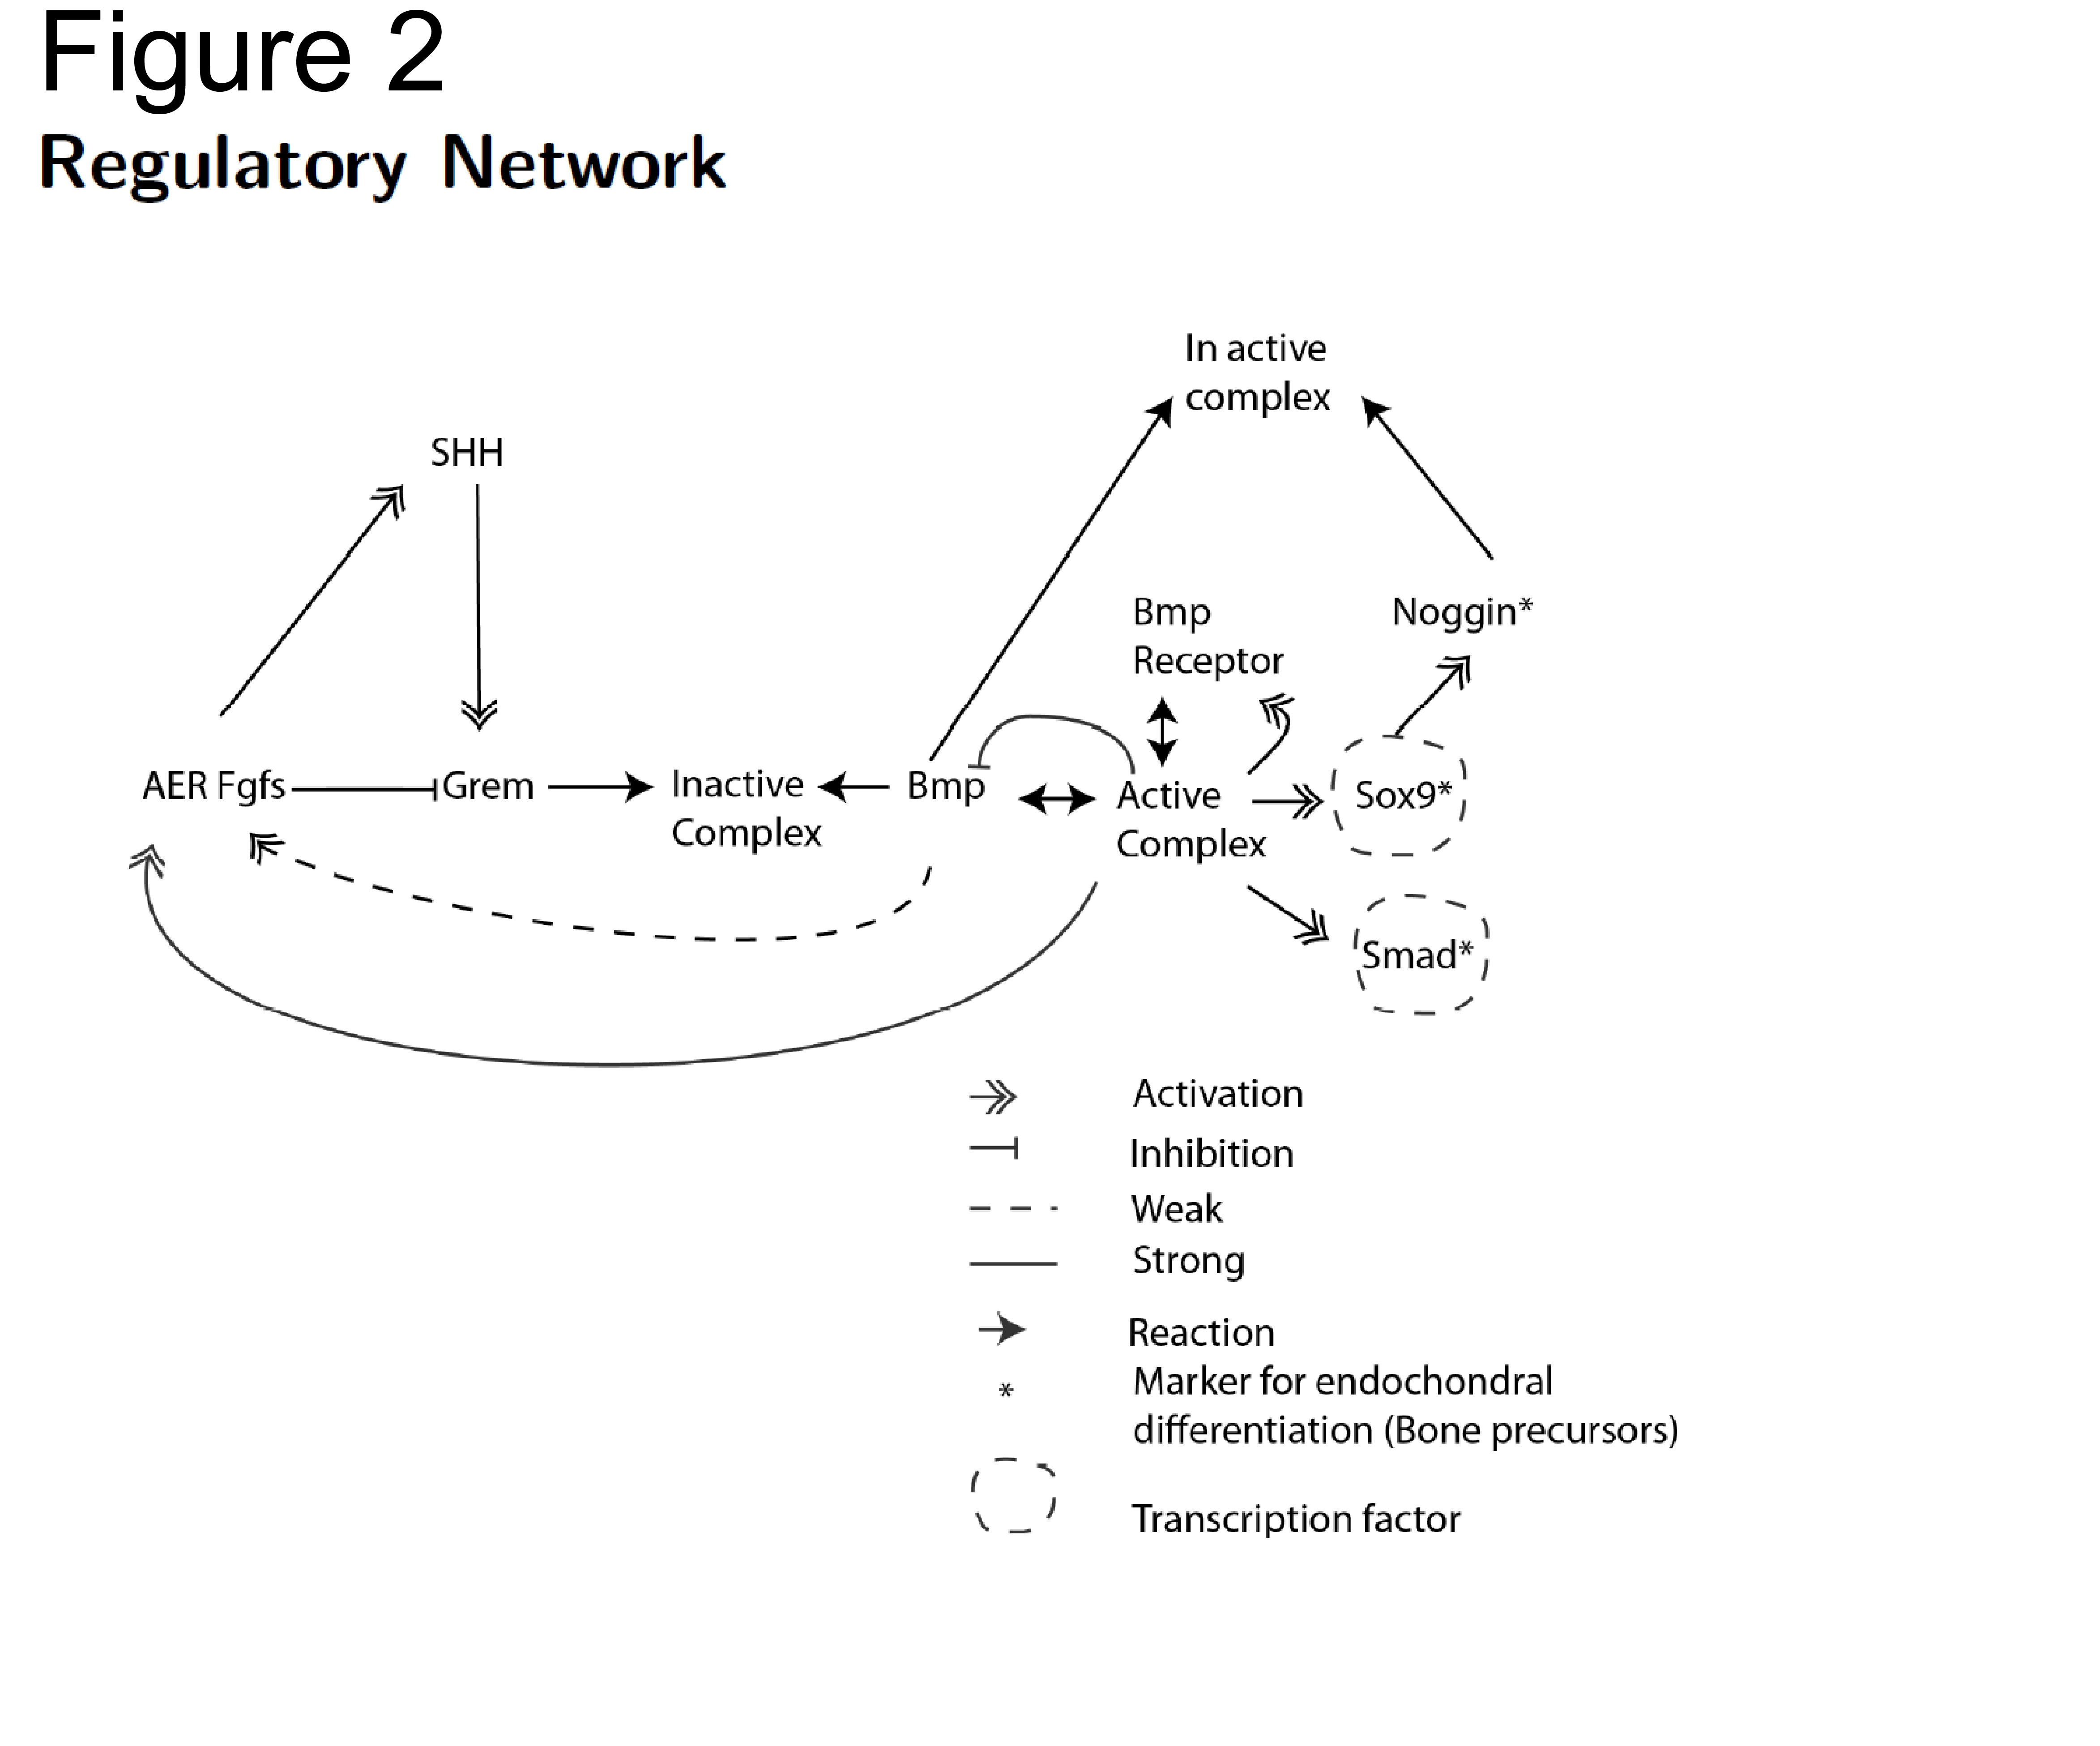 Figure 2
Regulatory Network
In active
complex
SHH
Bmp
Receptor
Noggin*
AER Fgfs
Grem
Inactive
Complex
Bmp
Active
Complex
Sox9*
Smad*
Activation
Inhibition
Weak
Strong
Reaction
* Marker for endochondral
differentiation (Bone precursors)
Transcription factor